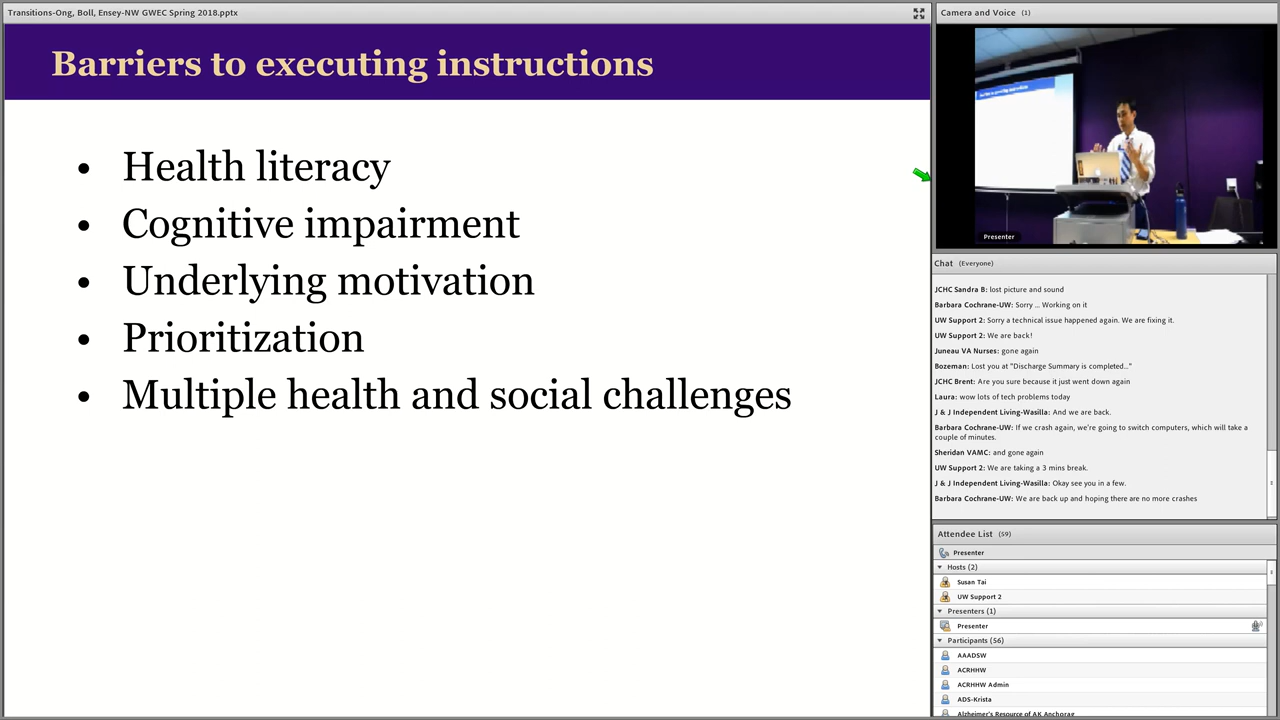 Transitions-Ong, Boll, Ensey-NW GWEC Spring 2018.pptx
Barriers to executing instructions
• Health literacy
• Cognitive impairment
• Underlying motivation
• Prioritization
• Multiple health and social challenges
Camera and Voice (1)
Presenter
Chat (Everyone)
JCHC Sandra B: lost picture and sound
Barbara Cochrane-UW: Sorry ... Working on it
UW Support 2: Sorry a technical issue happened again. We are fixing it.
UW Support 2: We are back!
Juneau VA Nurses: gone again
Bozeman: Lost you at "Discharge Summary is completed.."
JCHC Brent: Are you sure because it just went down again
Laura: wow lots of tech problems today
J & J Independent Living-Wasilla: And we are back.
Barbara Cochrane-UW: If we crash again, we're going to switch computers, which will take a
couple of minutes.
Sheridan VAMC: and gone again
UW Support 2: We are taking a 3 mins break.
J & J Independent Living-Wasilla: Okay see you in a few.
Barbara Cochrane-UW: We are back up and hoping there are no more crashes
Attendee List (59)
Presenter
Hosts (2)
Susan Tai
UW Support 2
Presenters (1)
Presenter
Participants (56)
AAADSW
ACRHHW
ACRHHW Admin
ADS-Krista
Alzheimer's Resource of AK Anchorag